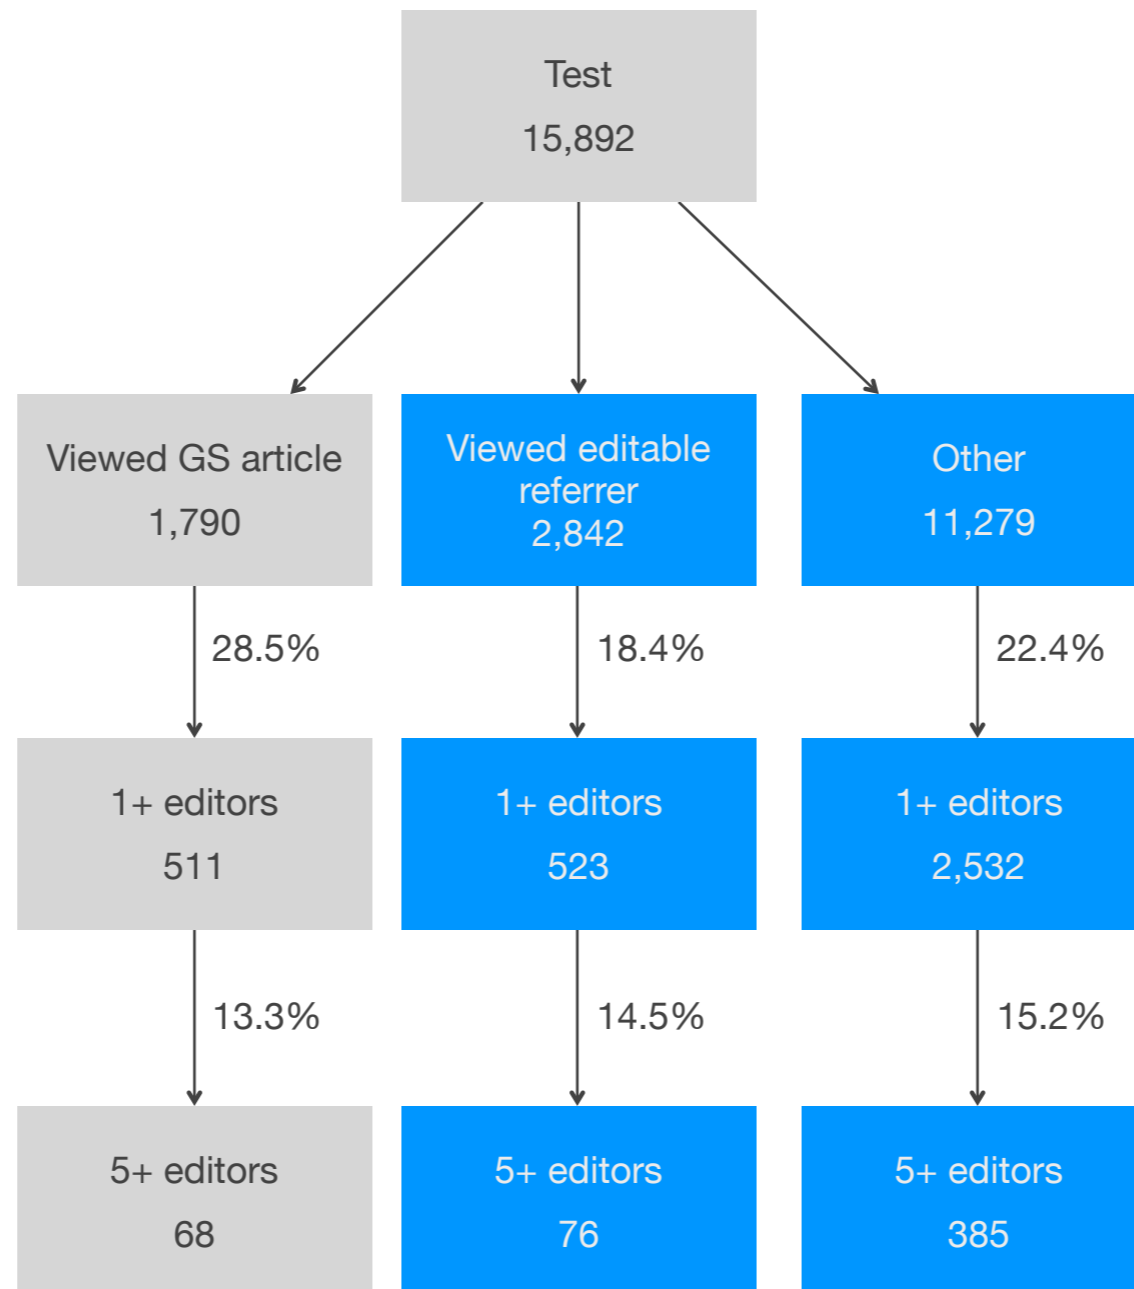 Test
15,892
Viewed GS article
1,790
Viewed editable
referrer
2,842
Other
11,279
28.5%
18.4%
22.4%
1+ editors
511
1+ editors
523
1+ editors
2,532
13.3%
14.5%
15.2%
5+ editors
68
5+ editors
76
5+ editors
385